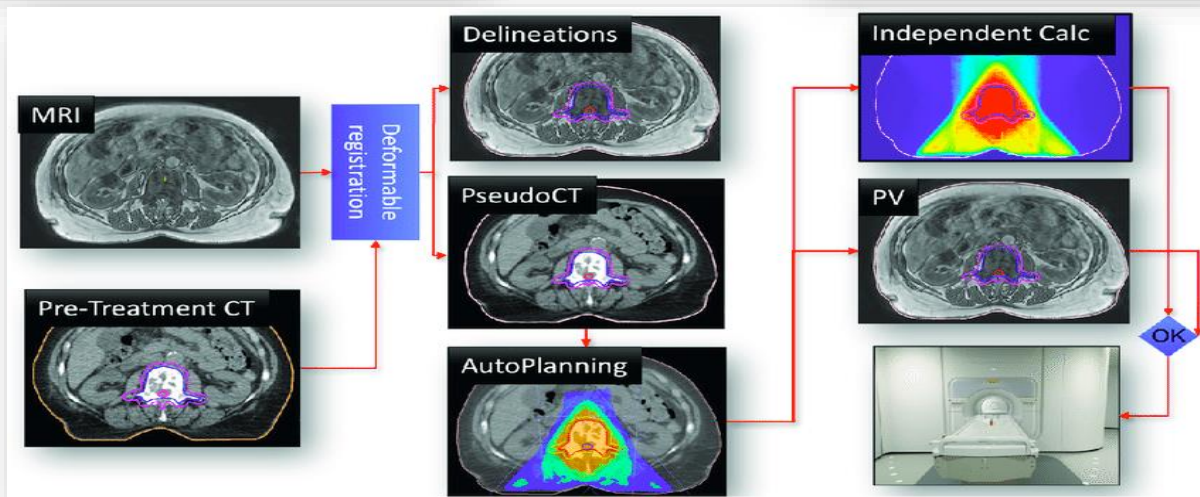 MRI
Pre-Treatment CT
Deformable
registration
Delineations
PseudoCT
AutoPlanning
Independent Calc
PV
OK